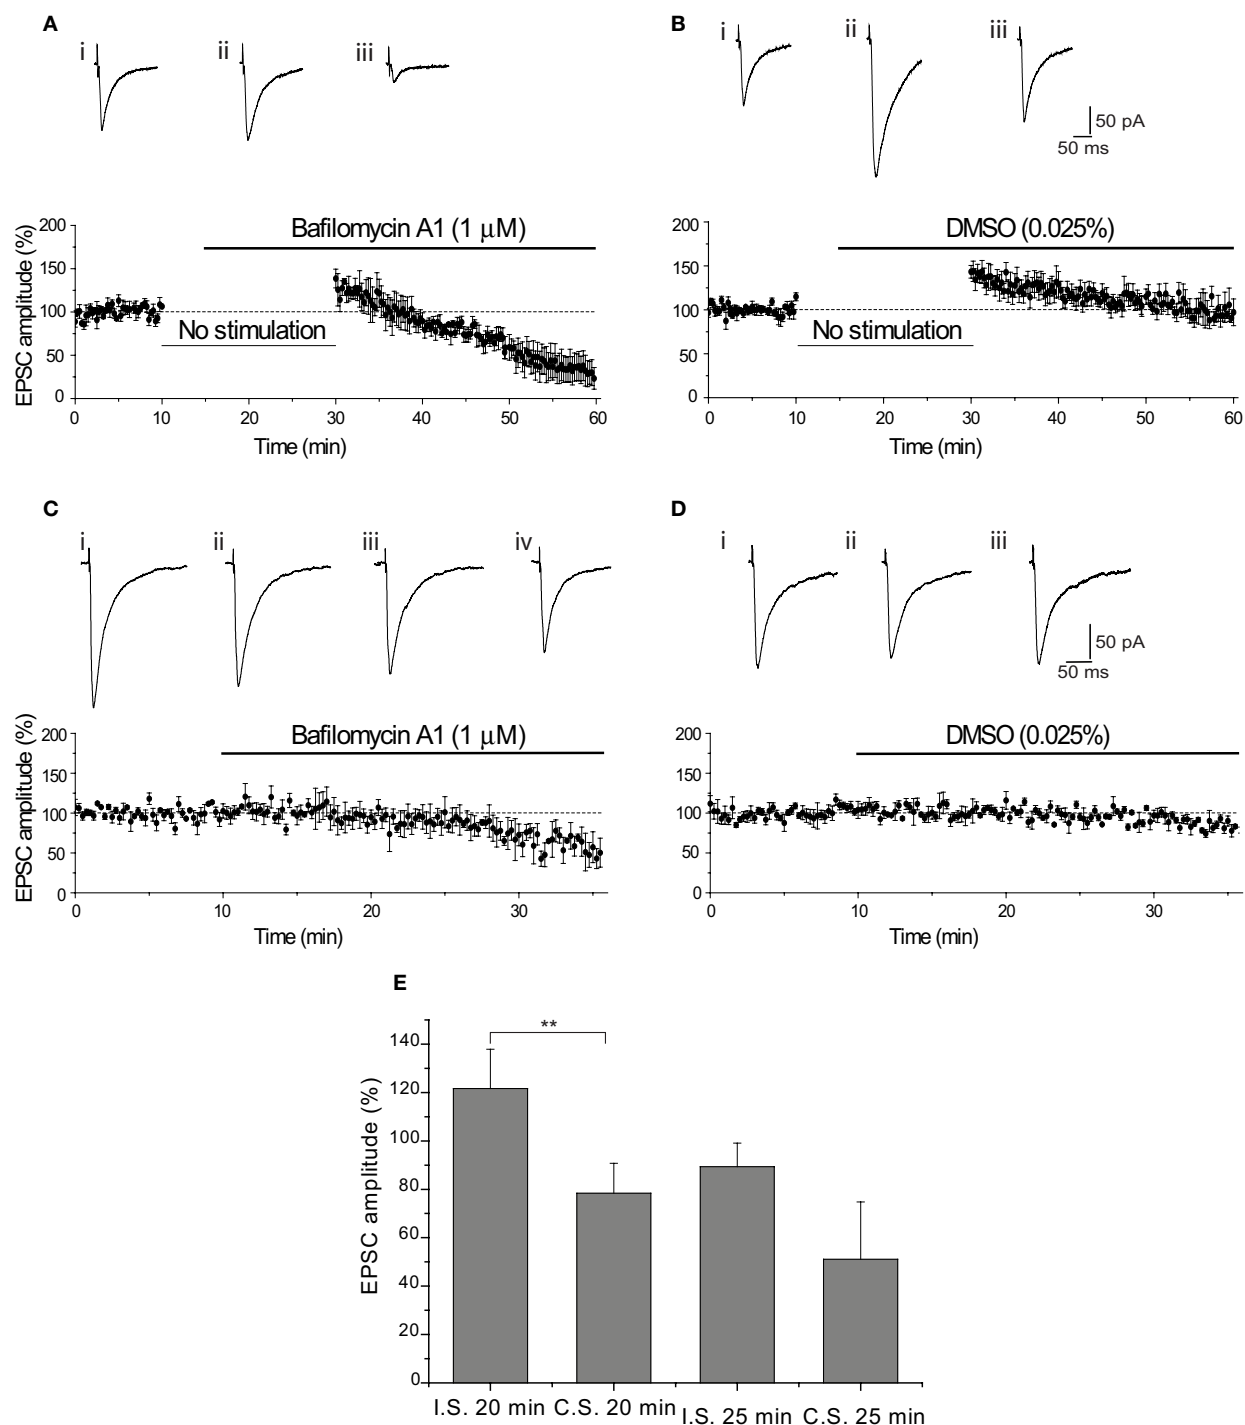 A
i ii iii
EPSC amplitude (%)
200
150
100
50
0
Bafilomycin A1 (1 μM)
No stimulation
0 10 20 30 40 50 60
Time (min)
B
i ii iii
50 pA
50 ms
200
150
100
50
0
DMSO (0.025%)
No stimulation
0 10 20 30 40 50 60
Time (min)
C
i ii iii iv
EPSC amplitude (%)
200
150
100
50
0
Bafilomycin A1 (1 μM)
0 10 20 30
Time (min)
D
i ii iii
50 pA
50 ms
200
150
100
50
0
DMSO (0.025%)
0 10 20 30
Time (min)
E
EPSC amplitude (%)
140
120
100
80
60
40
20
0
**
I.S. 20 min C.S. 20 min I.S. 25 min C.S. 25 min